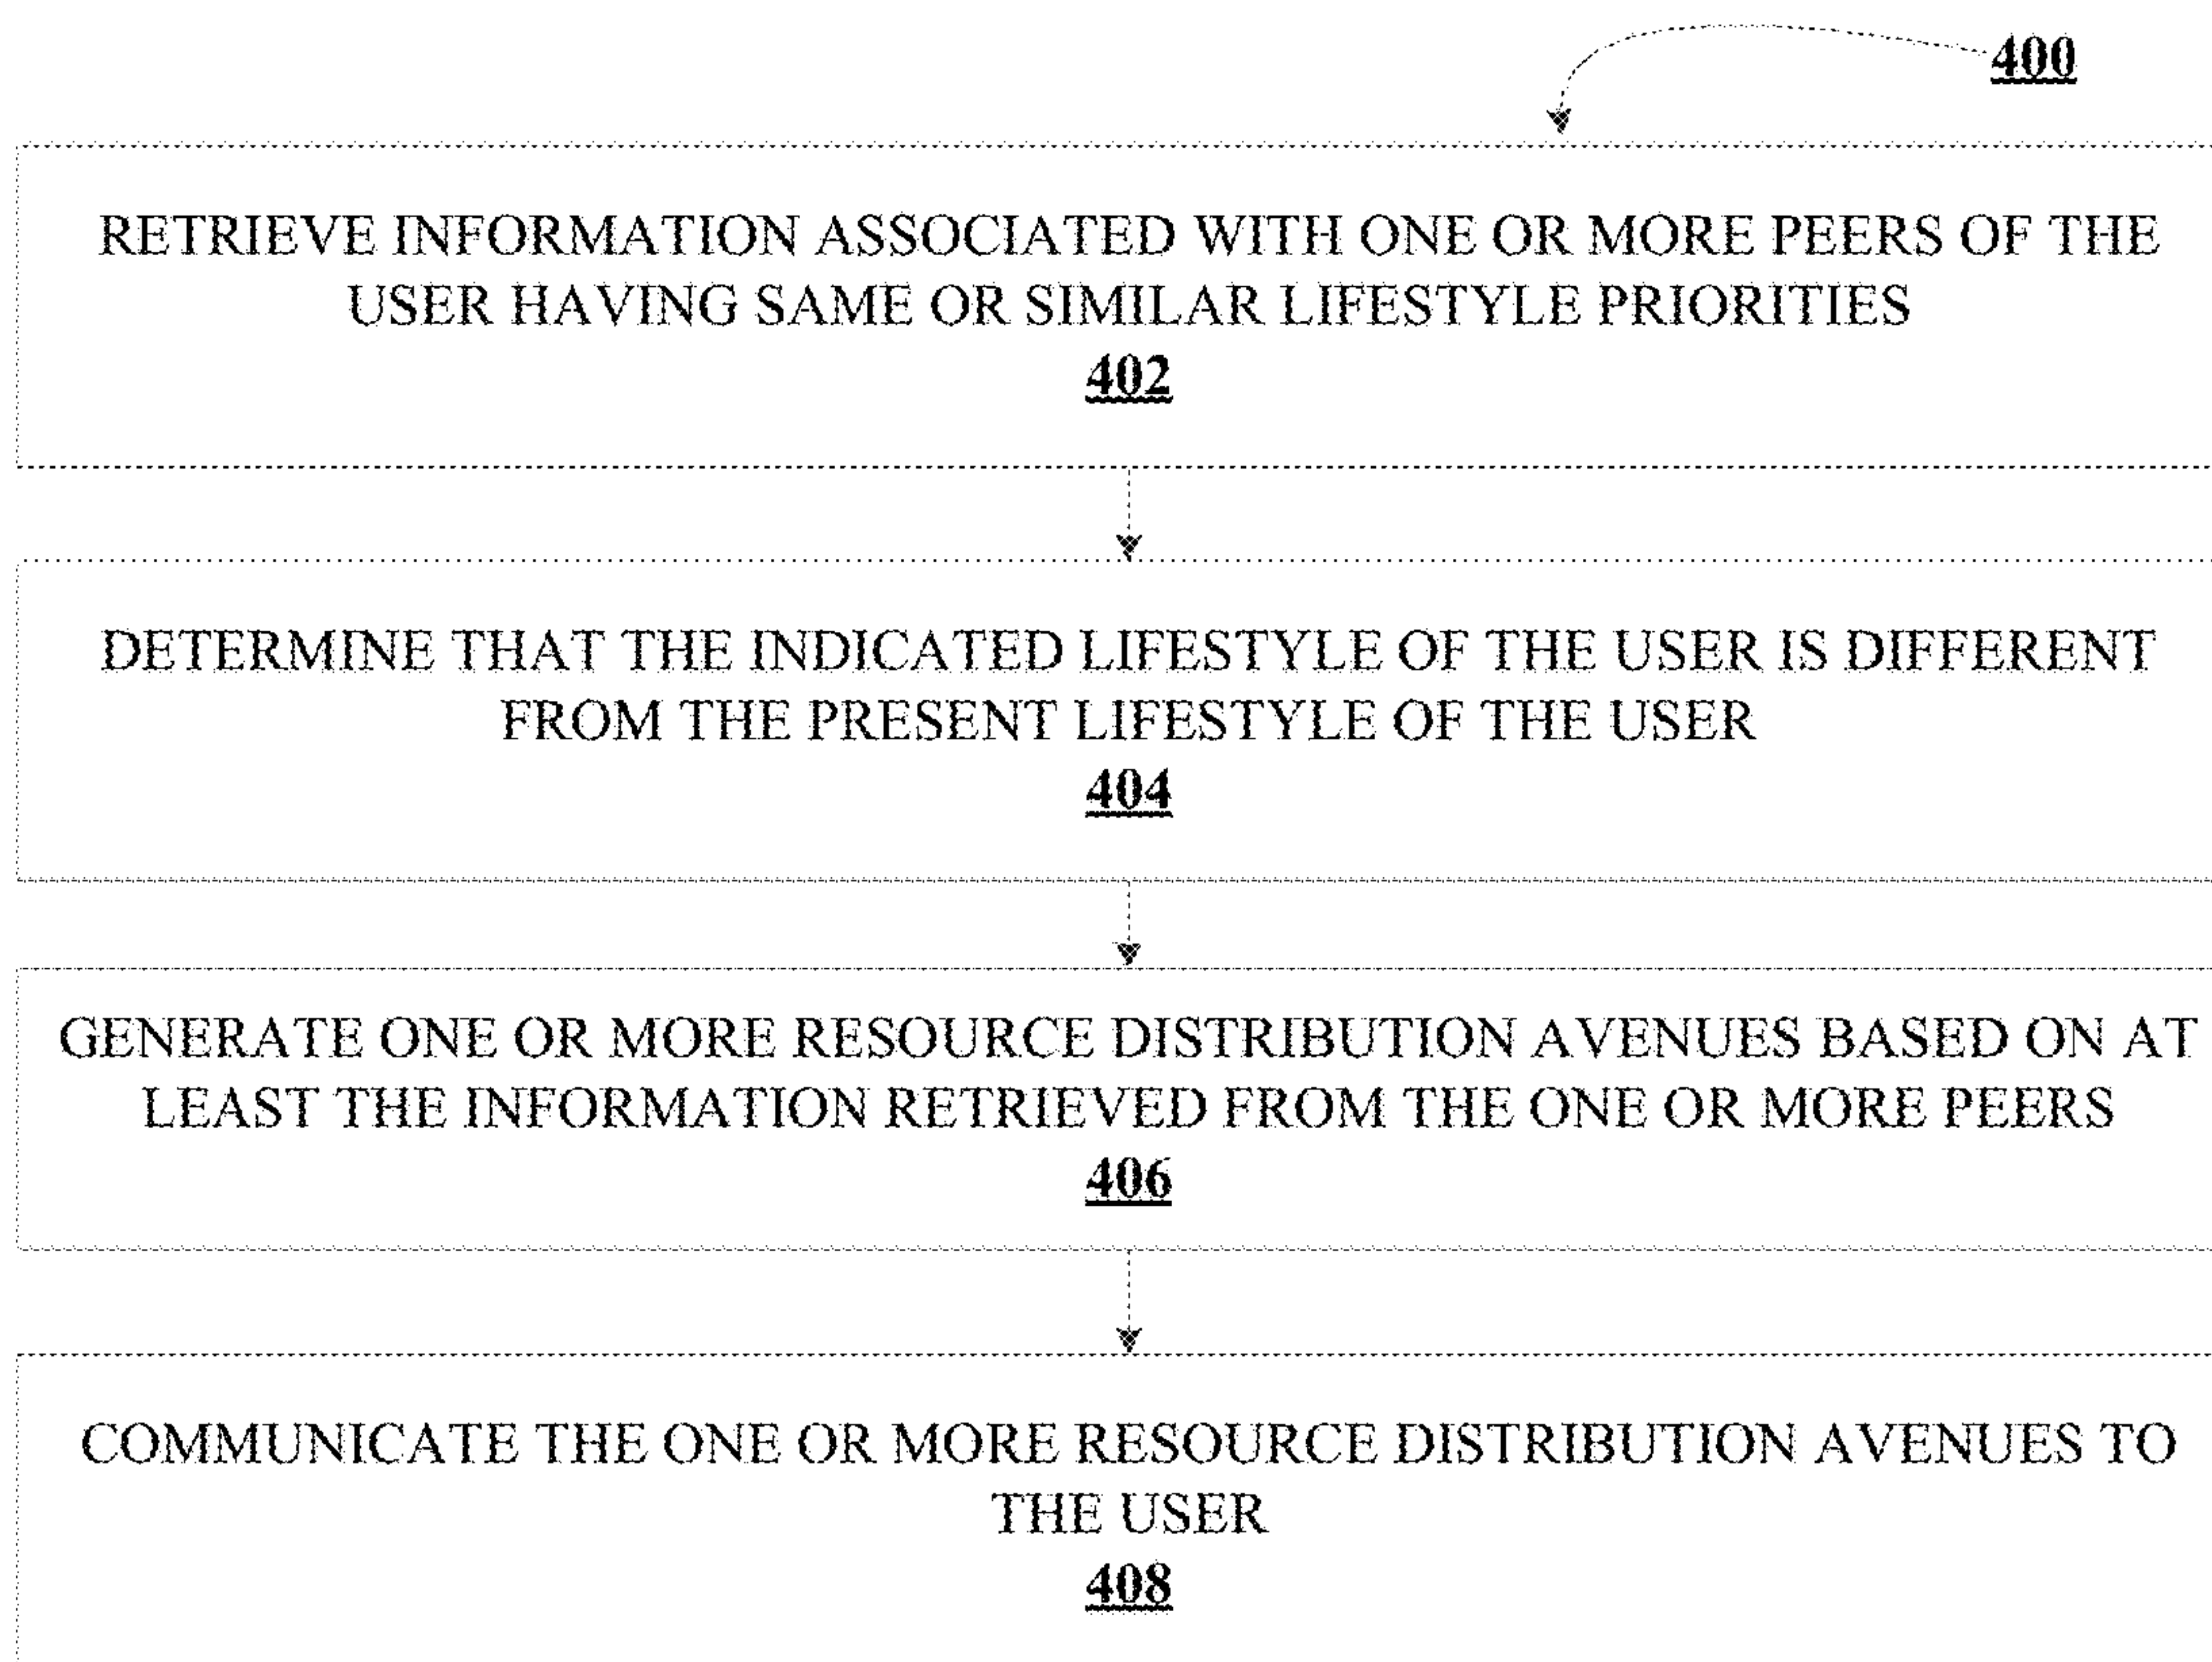 400
RETRIEVE INFORMATION ASSOCIATED WITH ONE OR MORE PEERS OF THE
USER HAVING SAME OR SIMILAR LIFESTYLE PRIORITIES
402
DETERMINE THAT THE INDICATED LIFESTYLE OF THE USER IS DIFFERENT
FROM THE PRESENT LIFESTYLE OF THE USER
404
GENERATE ONE OR MORE RESOURCE DISTRIBUTION AVENUES BASED ON AT
LEAST THE INFORMATION RETRIEVED FROM THE ONE OR MORE PEERS
406
COMMUNICATE THE ONE OR MORE RESOURCE DISTRIBUTION AVENUES TO
THE USER
408